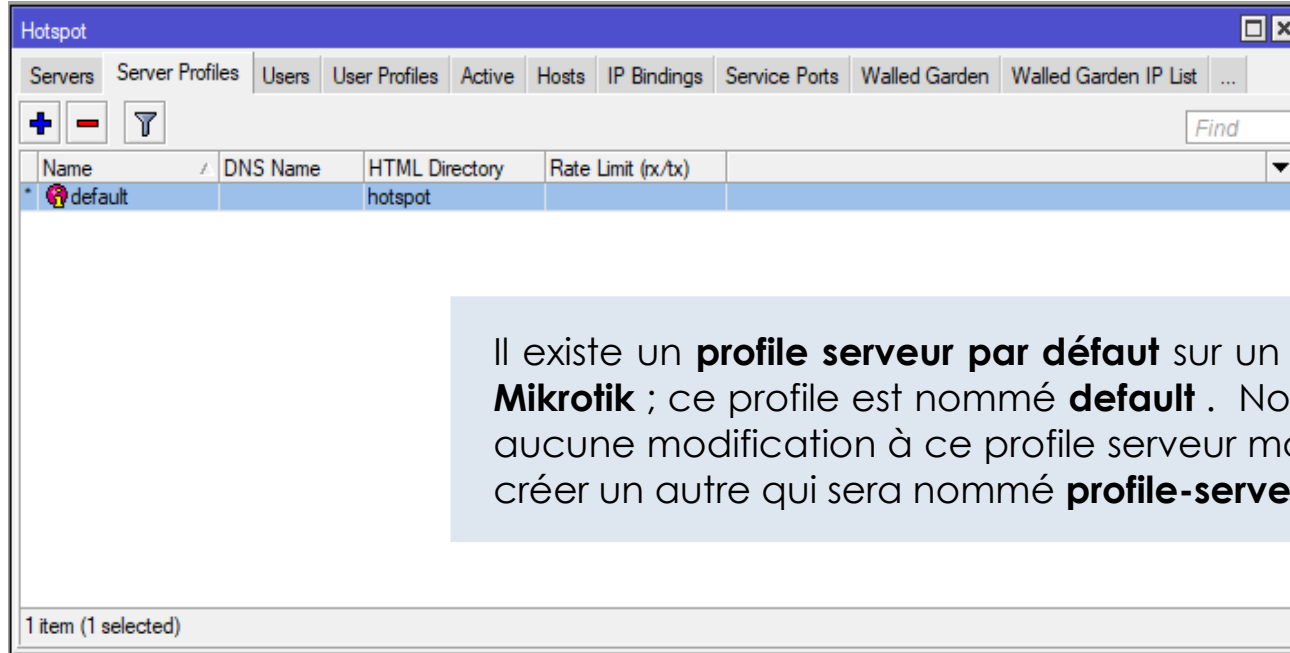 Hotspot
Servers Server Profiles Users User Profiles Active Hosts IP Bindings Service Ports Walled Garden Walled Garden IP List ...
Find
Name DNS Name HTML Directory Rate Limit (rx/tx)
* default hotspot
Il existe un profile serveur par défaut sur un
Mikrotik ; ce profile est nommé default . No
aucune modification à ce profile serveur
créer un autre qui sera nommé profile-serve
1 item (1 selected)